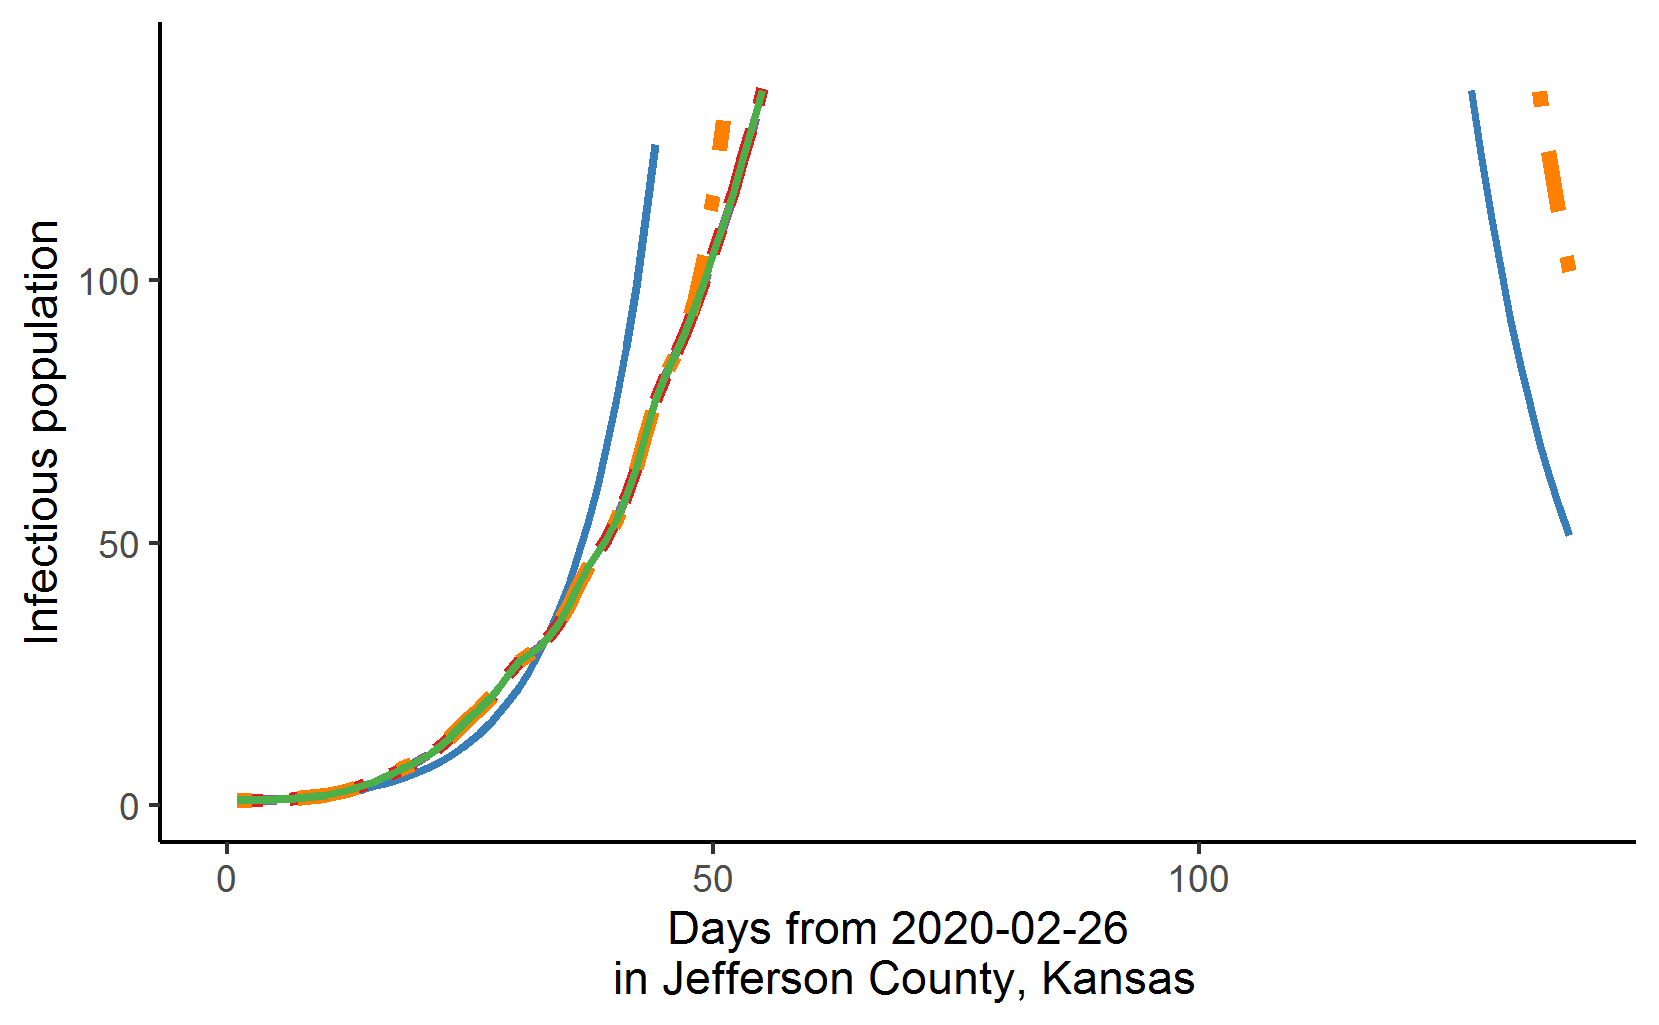 Infectious population
100
50
0
0
50
100
Days from 2020-02-26
in Jefferson County, Kansas